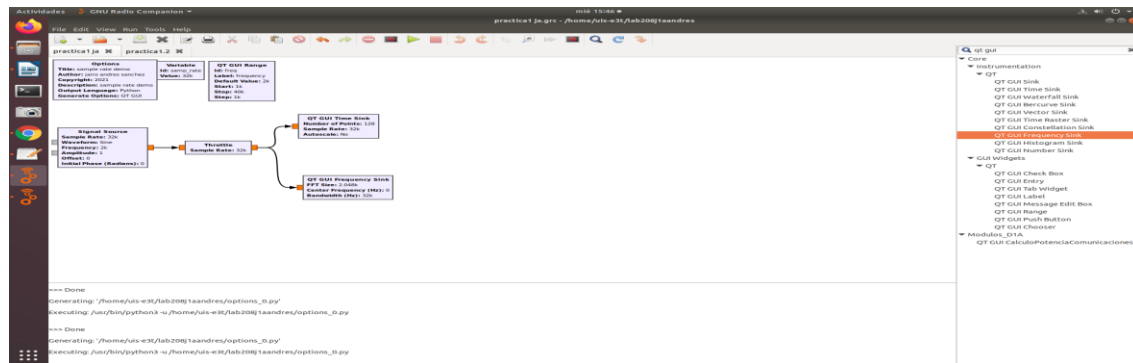 Actividades
GNU Radio Companion
mié 15:46
practica1 ja.grc - /home/uis-e3t/lab208J1aandres
File Edit View Run Tools Help
practica1 ja
practica1.2
Options
Title: sample rate demo
Author: jairo andres sanchez
Copyright: 2021
Description: sample rate demo
Output Language: Python
Generate Options: QT GUI
Variable
Id: samp_rate
Value: 32k
QT GUI Range
Id: freq
Label: frequency
Default Value: 2k
Start: 1k
Stop: 40k
Step: 1k
Signal Source
Sample Rate: 32k
Waveform: Sine
Frequency: 2k
Amplitude: 1
Offset: 0
Initial Phase (Radians): 0
Throttle
Sample Rate: 32k
QT GUI Time Sink
Number of Points: 128
Sample Rate: 32k
Autoscale: No
QT GUI Frequency Sink
FFT Size: 2.048k
Center Frequency (Hz): 0
Bandwidth (Hz): 32k
qt gui
Core
Instrumentation
QT
QT GUI Sink
QT GUI Time Sink
QT GUI Waterfall Sink
QT GUI Bercurve Sink
QT GUI Vector Sink
QT GUI Time Raster Sink
QT GUI Constellation Sink
QT GUI Frequency Sink
QT GUI Histogram Sink
QT GUI Number Sink
GUI Widgets
QT
QT GUI Check Box
QT GUI Entry
QT GUI Tab Widget
QT GUI Label
QT GUI Message Edit Box
QT GUI Range
QT GUI Push Button
QT GUI Chooser
Modulos_D1A
QT GUI CalculoPotenciaComunicaciones
>>> Done
Generating: '/home/uis-e3t/lab208J1aandres/options_0.py'
Executing: /usr/bin/python3 -u /home/uis-e3t/lab208J1aandres/options_0.py
>>> Done
Generating: '/home/uis-e3t/lab208J1aandres/options_0.py'
Executing: /usr/bin/python3 -u /home/uis-e3t/lab208J1aandres/options_0.py